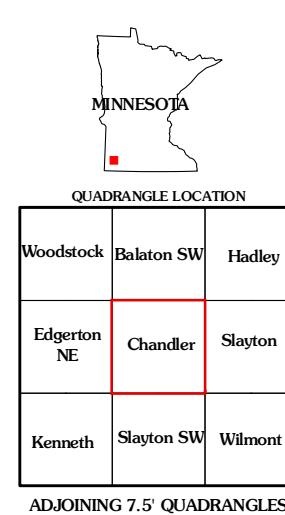 MINNESOTA
QUADRANGLE LOCATION
Woodstock Balaton SW Hadley
Edgerton NE Chandler Slayton
Kenneth Slayton SW Wilmont
ADJOINING 7.5' QUADRANGLES